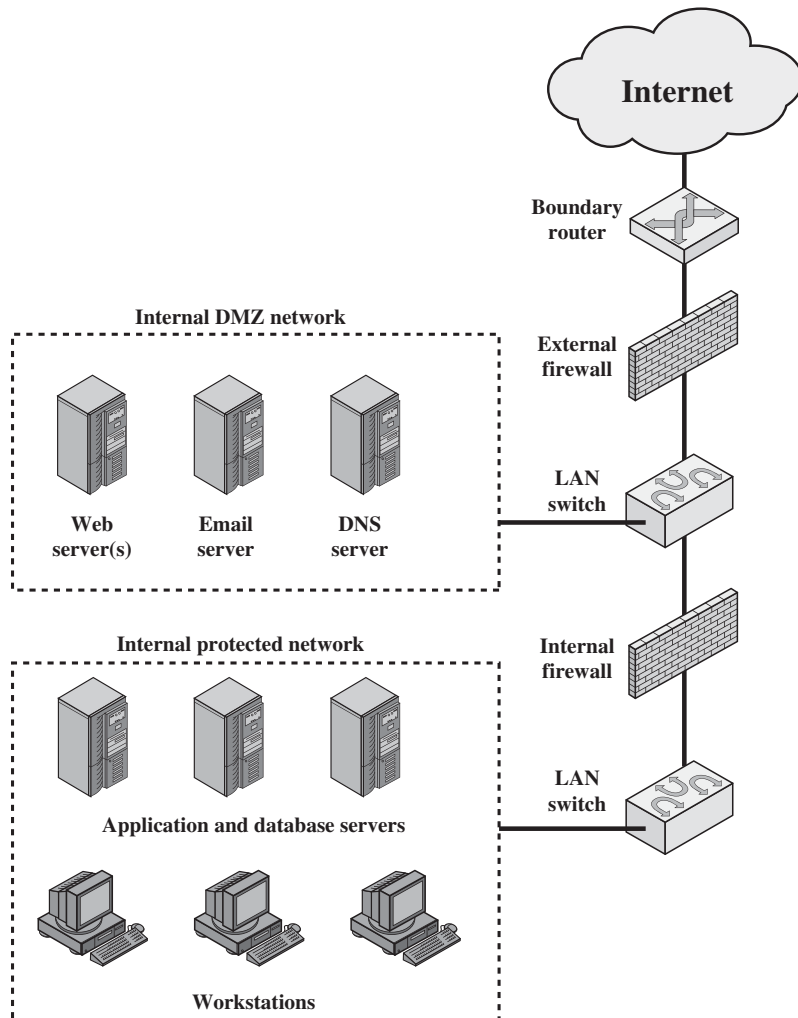 Internet
Boundary
router
Internal DMZ network
External
firewall
LAN
switch
Web
server(s)
Email
server
DNS
server
Internal protected network
Internal
firewall
LAN
switch
Application and database servers
Workstations